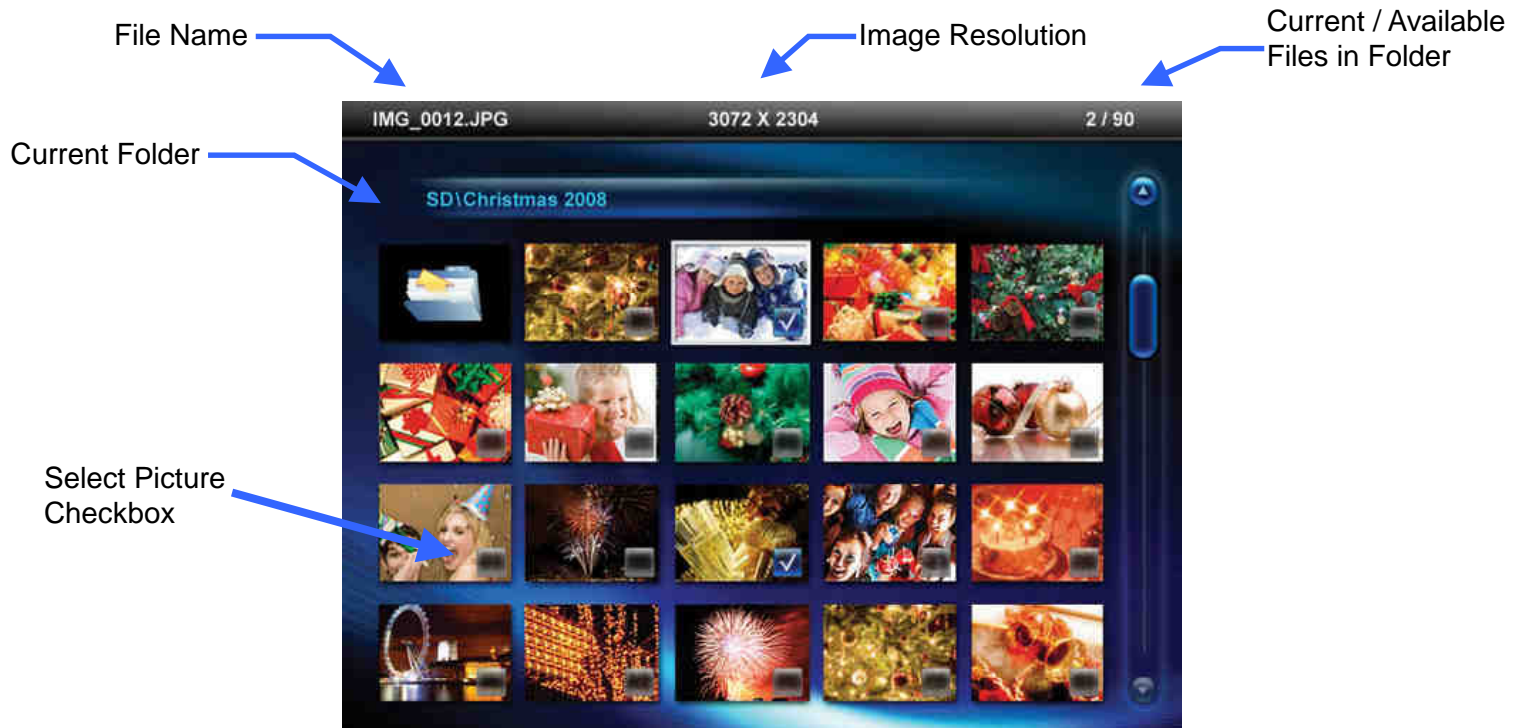 File Name
Image Resolution
Current / Available
Files in Folder
IMG_0012.JPG
3072 X 2304
2 / 90
Current Folder
SD\Christmas 2008
Select Picture
Checkbox